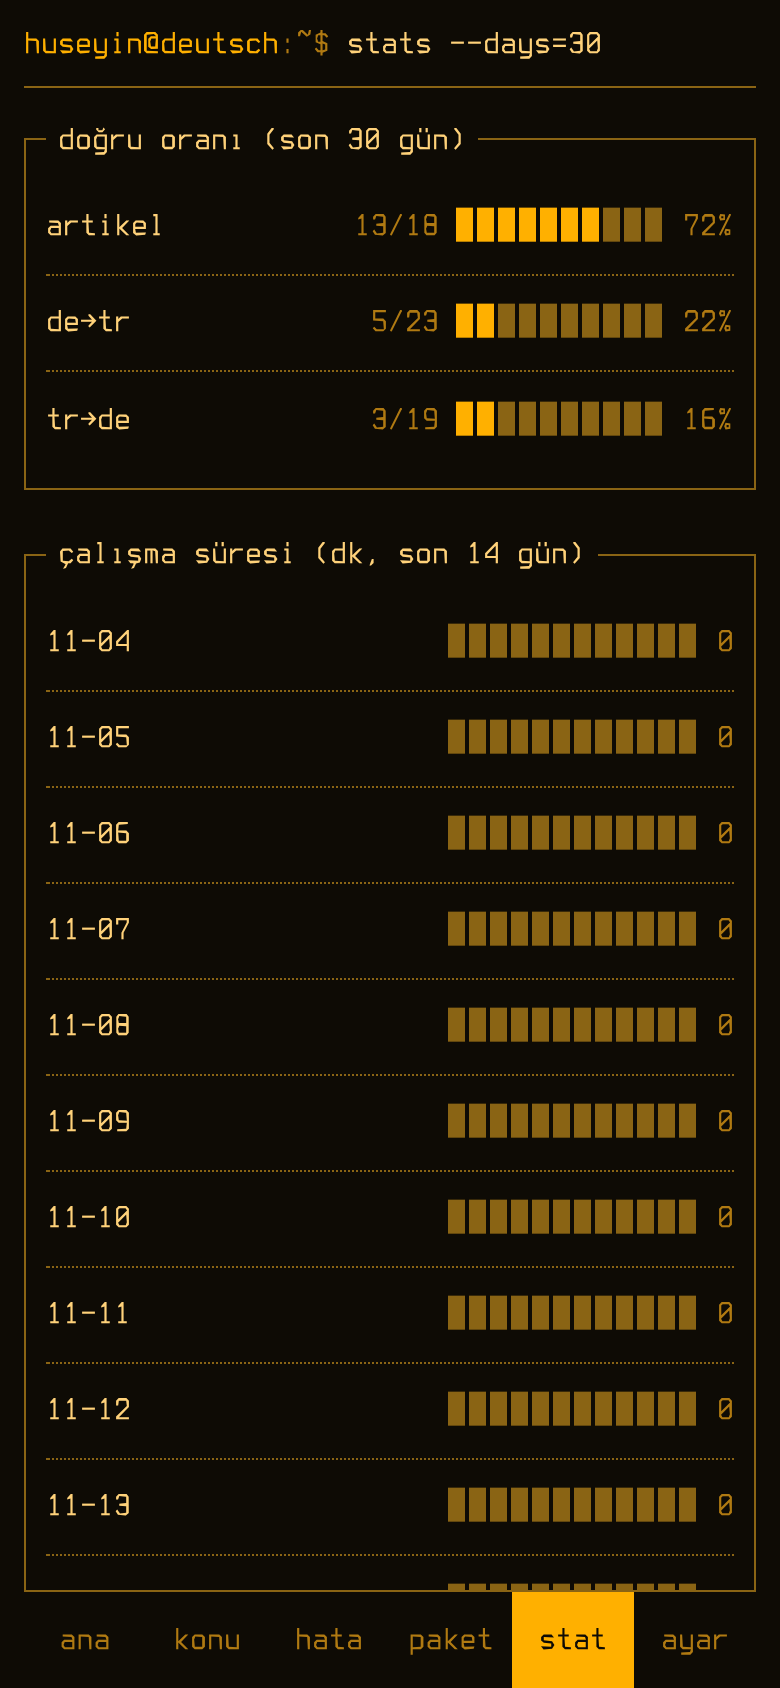 huseyin@deutsch:~$ stats --days=30
doğru oranı (son 30 gün)
artikel 13/18 72%
de→tr 5/23 22%
tr→de 3/19 16%
çalışma süresi (dk, son 14 gün)
11-04 0
11-05 0
11-06 0
11-07 0
11-08 0
11-09 0
11-10 0
11-11 0
11-12 0
11-13 0
ana konu hata paket stat ayar